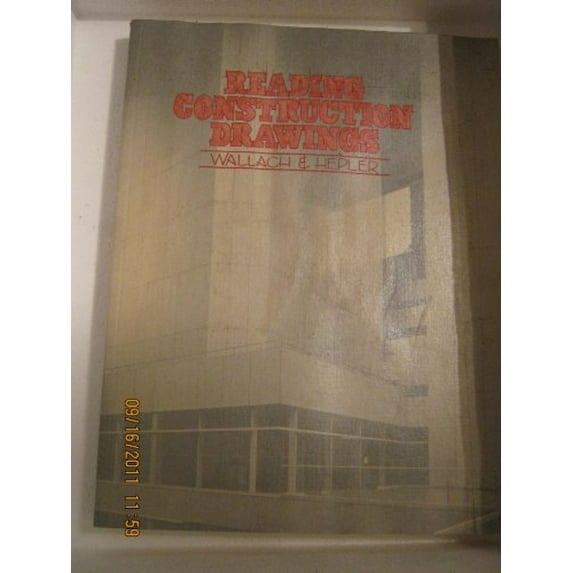 READING
CONSTRUCTION
DRAWINGS
WALLACH & HEPLER
09/16/2011 11:59